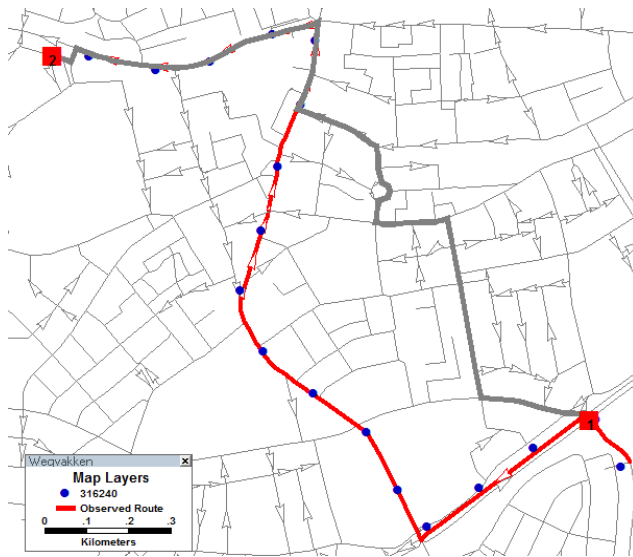 2
1
Wegvakken x
Map Layers
316240
Observed Route
0 .1 .2 .3
Kilometers